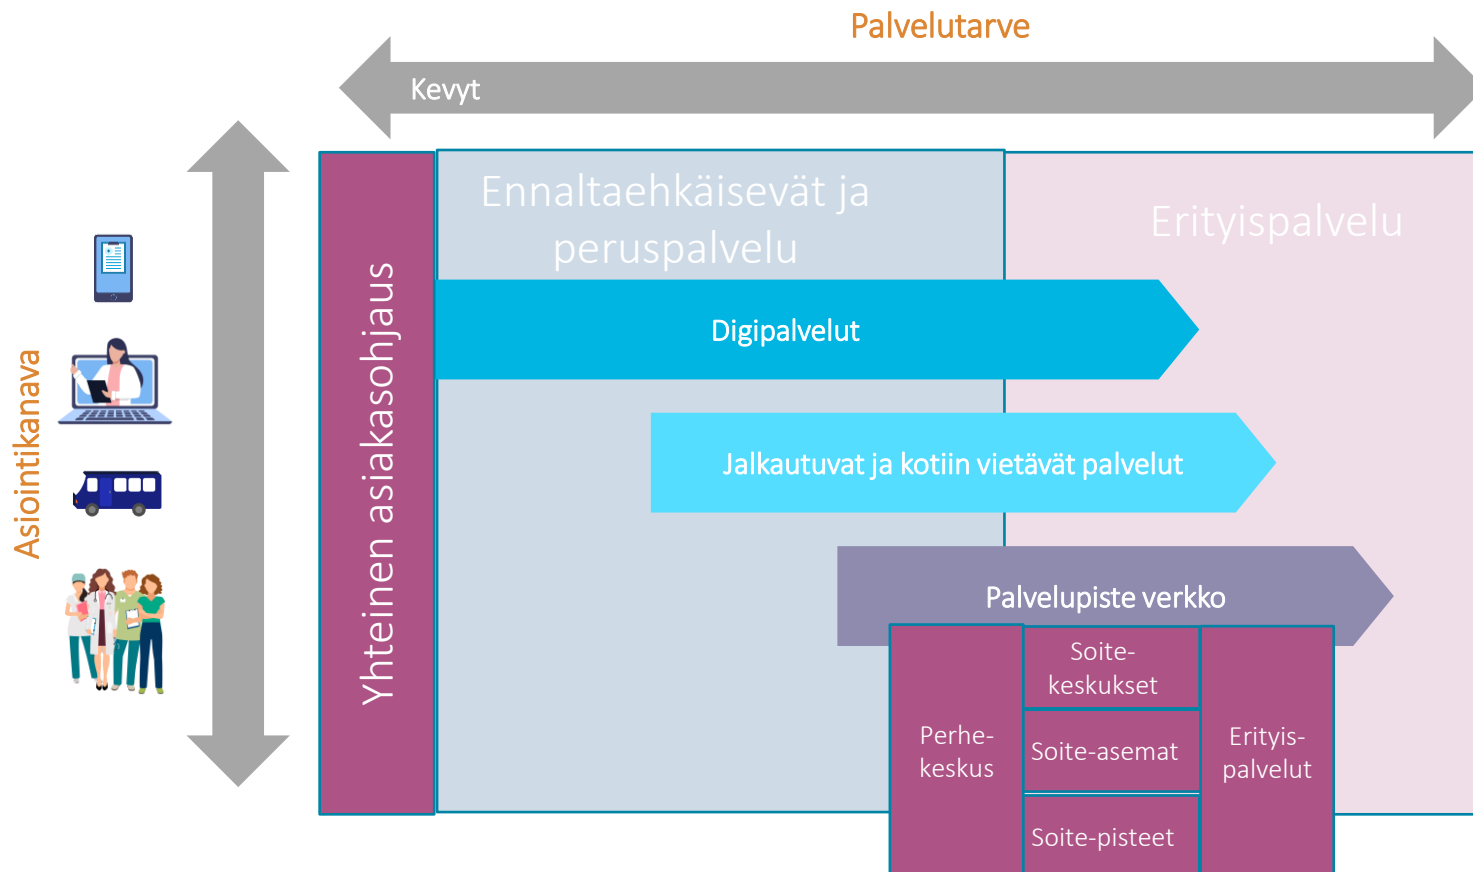 Palvelutarve
Kevyt
Asiointikanava
Yhteinen asiakasohjaus
Ennaltaehkäisevät ja
peruspalvelu
Erityispalvelu
Digipalvelut
Jalkautuvat ja kotiin vietävät palvelut
Palvelupiste verkko
Perhe-
keskus
Soite-
keskukset
Soite-asemat
Soite-pisteet
Erityis-
palvelut